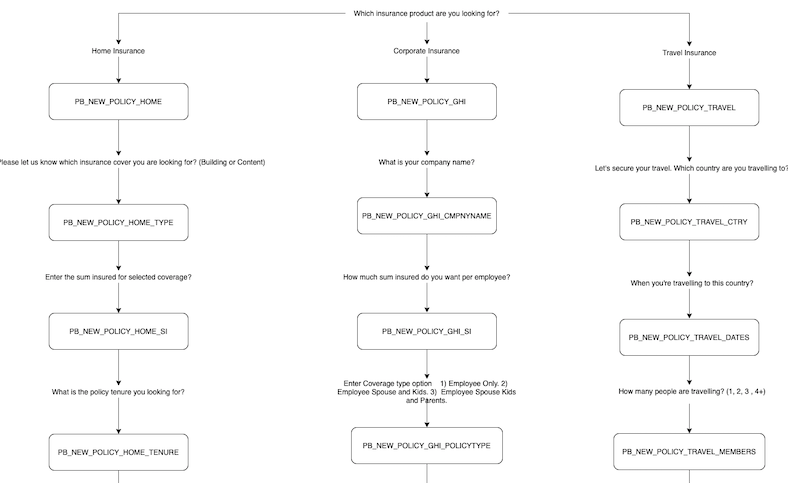 Which insurance product are you looking for?
Home Insurance
PB_NEW_POLICY_HOME
Please let us know which insurance cover you are looking for? (Building or Content)
PB_NEW_POLICY_HOME_TYPE
Enter the sum insured for selected coverage?
PB_NEW_POLICY_HOME_SI
What is the policy tenure you looking for?
PB_NEW_POLICY_HOME_TENURE
Corporate Insurance
PB_NEW_POLICY_GHI
What is your company name?
PB_NEW_POLICY_GHI_CMPNYNAME
How much sum insured do you want per employee?
PB_NEW_POLICY_GHI_SI
Enter Coverage type option 1) Employee Only. 2)
Employee Spouse and Kids. 3) Employee Spouse Kids
and Parents.
PB_NEW_POLICY_GHI_POLICYTYPE
Travel Insurance
PB_NEW_POLICY_TRAVEL
Let's secure your travel. Which country are you travelling to?
PB_NEW_POLICY_TRAVEL_CTRY
When you're travelling to this country?
PB_NEW_POLICY_TRAVEL_DATES
How many people are travelling? (1, 2, 3 , 4+)
PB_NEW_POLICY_TRAVEL_MEMBERS